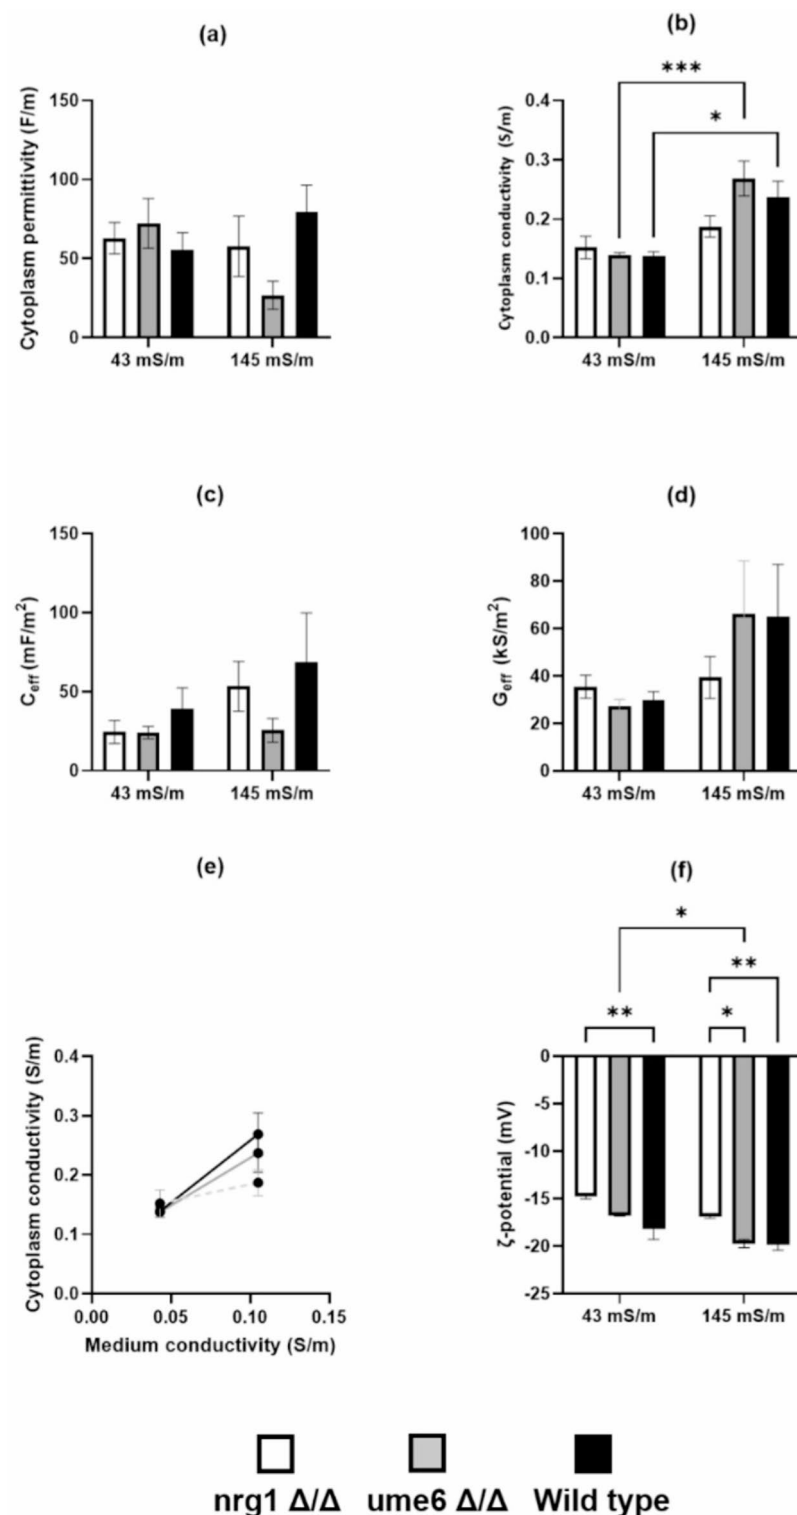 (a)
Cytoplasm permittivity (F/m)
150
100
50
0
43 mS/m
145 mS/m
(b)
***
*
Cytoplasm conductivity (S/m)
0.4
0.3
0.2
0.1
0.0
43 mS/m
145 mS/m
(c)
Ceff (mF/m²)
150
100
50
0
43 mS/m
145 mS/m
(d)
Geff (kS/m²)
100
80
60
40
20
0
43 mS/m
145 mS/m
(e)
Cytoplasm conductivity (S/m)
0.4
0.3
0.2
0.1
0.0
0.00
0.05
0.10
0.15
Medium conductivity (S/m)
(f)
*
**
**
*
ζ-potential (mV)
0
-5
-10
-15
-20
-25
43 mS/m
145 mS/m
nrg1 Δ/Δ
ume6 Δ/Δ
Wild type